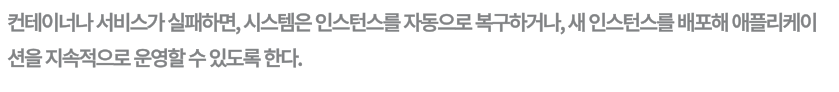 컨테이너나 서비스가 실패하면, 시스템은 인스턴스를 자동으로 복구하거나, 새 인스턴스를 배포해 애플리케이
션을 지속적으로 운영할 수 있도록 한다.